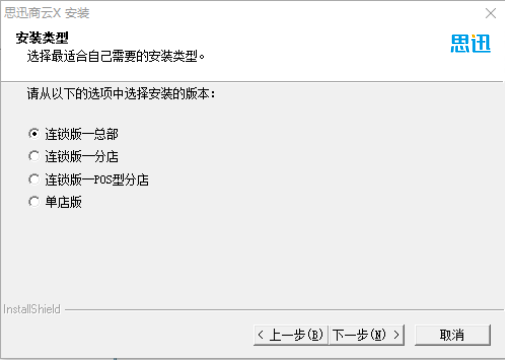 思迅商云X 安装
安装类型
选择最适合自己需要的安装类型。
思迅
请从以下的选项中选择安装的版本：
连锁版—总部
连锁版—分店
连锁版—POS型分店
单店版
InstallShield
< 上一步(B) 下一步(N) > 取消